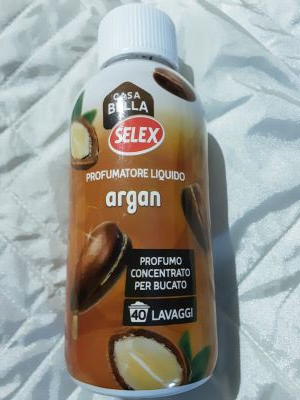 CASA
BELLA
SELEX
PROFUMATORE LIQUIDO
argan
PROFUMO
CONCENTRATO
PER BUCATO
40 LAVAGGI